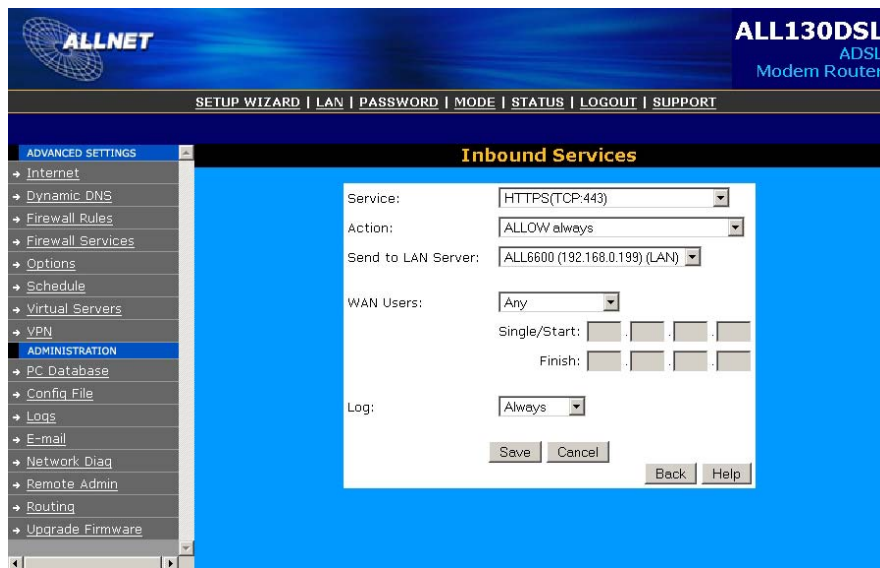 ALLNET
ALL130DSL
ADSL
Modem Router
SETUP WIZARD | LAN | PASSWORD | MODE | STATUS | LOGOUT | SUPPORT
ADVANCED SETTINGS
Internet
Dynamic DNS
Firewall Rules
Firewall Services
Options
Schedule
Virtual Servers
VPN
ADMINISTRATION
PC Database
Config File
Logs
E-mail
Network Diag
Remote Admin
Routing
Upgrade Firmware
Inbound Services
Service: HTTPS(TCP:443)
Action: ALLOW always
Send to LAN Server: ALL6600 (192.168.0.199) (LAN)
WAN Users: Any
Single/Start: . . .
Finish: . . .
Log: Always
Save Cancel
Back Help